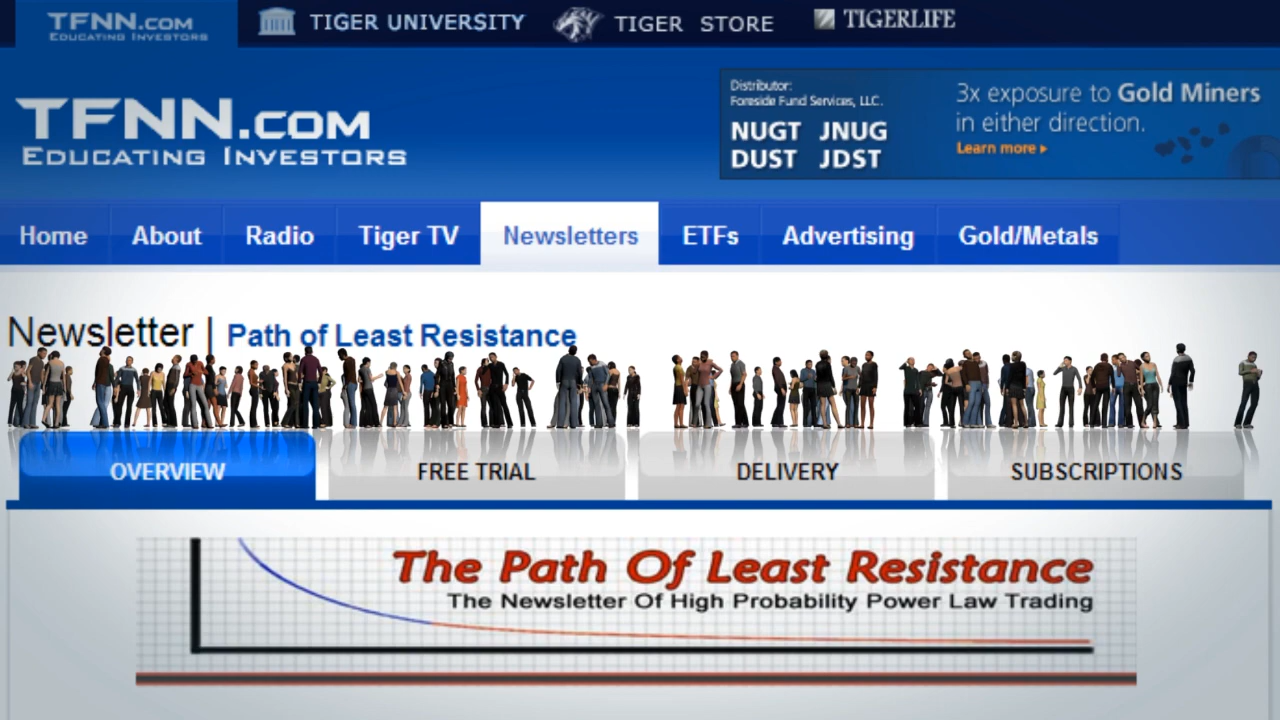 TFNN.COM
EDUCATING INVESTORS
TIGER UNIVERSITY
TIGER STORE
TIGERLIFE
TFNN.COM
EDUCATING INVESTORS
Distributor:
Foreside Fund Services, LLC.
NUGT JNUG
DUST JDST
3x exposure to Gold Miners
in either direction.
Learn more
Home About Radio Tiger TV Newsletters ETFs Advertising Gold/Metals
Newsletter | Path of Least Resistance
OVERVIEW FREE TRIAL DELIVERY SUBSCRIPTIONS
The Path Of Least Resistance
The Newsletter Of High Probability Power Law Trading